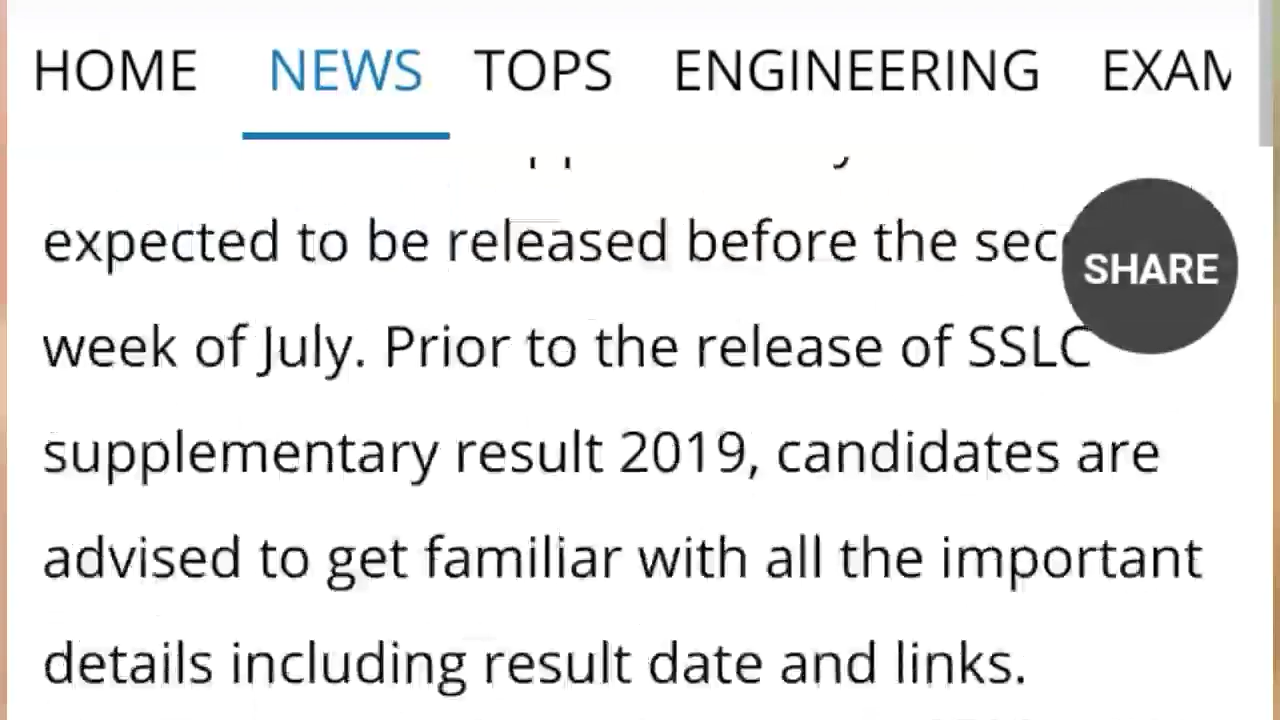 HOME NEWS TOPS ENGINEERING EXAM
expected to be released before the
SHARE
week of July. Prior to the release of SSLC
supplementary result 2019, candidates are
advised to get familiar with all the important
details including result date and links.